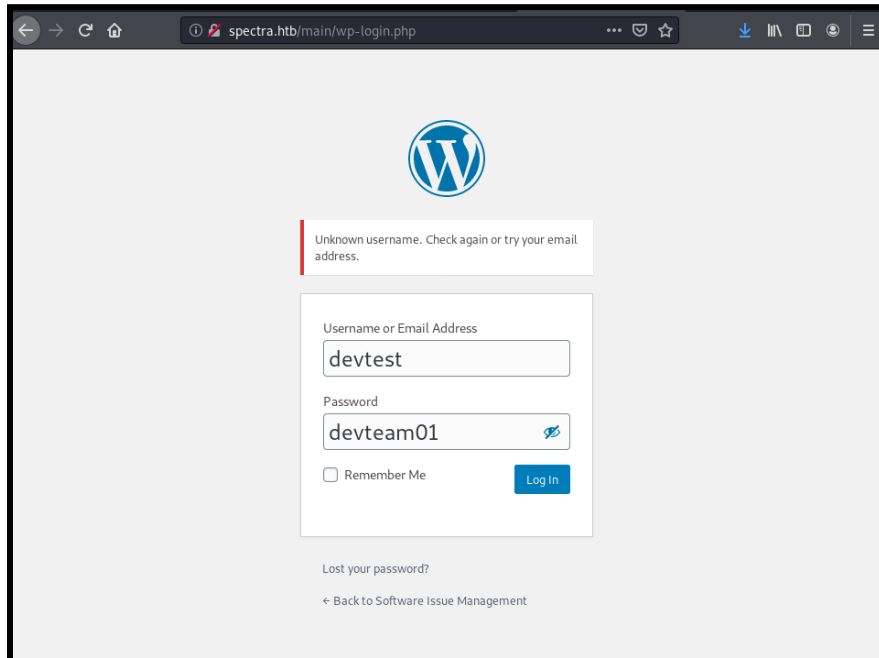 spectra.htb/main/wp-login.php
Unknown username. Check again or try your email
address.
Username or Email Address
devtest
Password
devteam01
Remember Me
Log In
Lost your password?
← Back to Software Issue Management